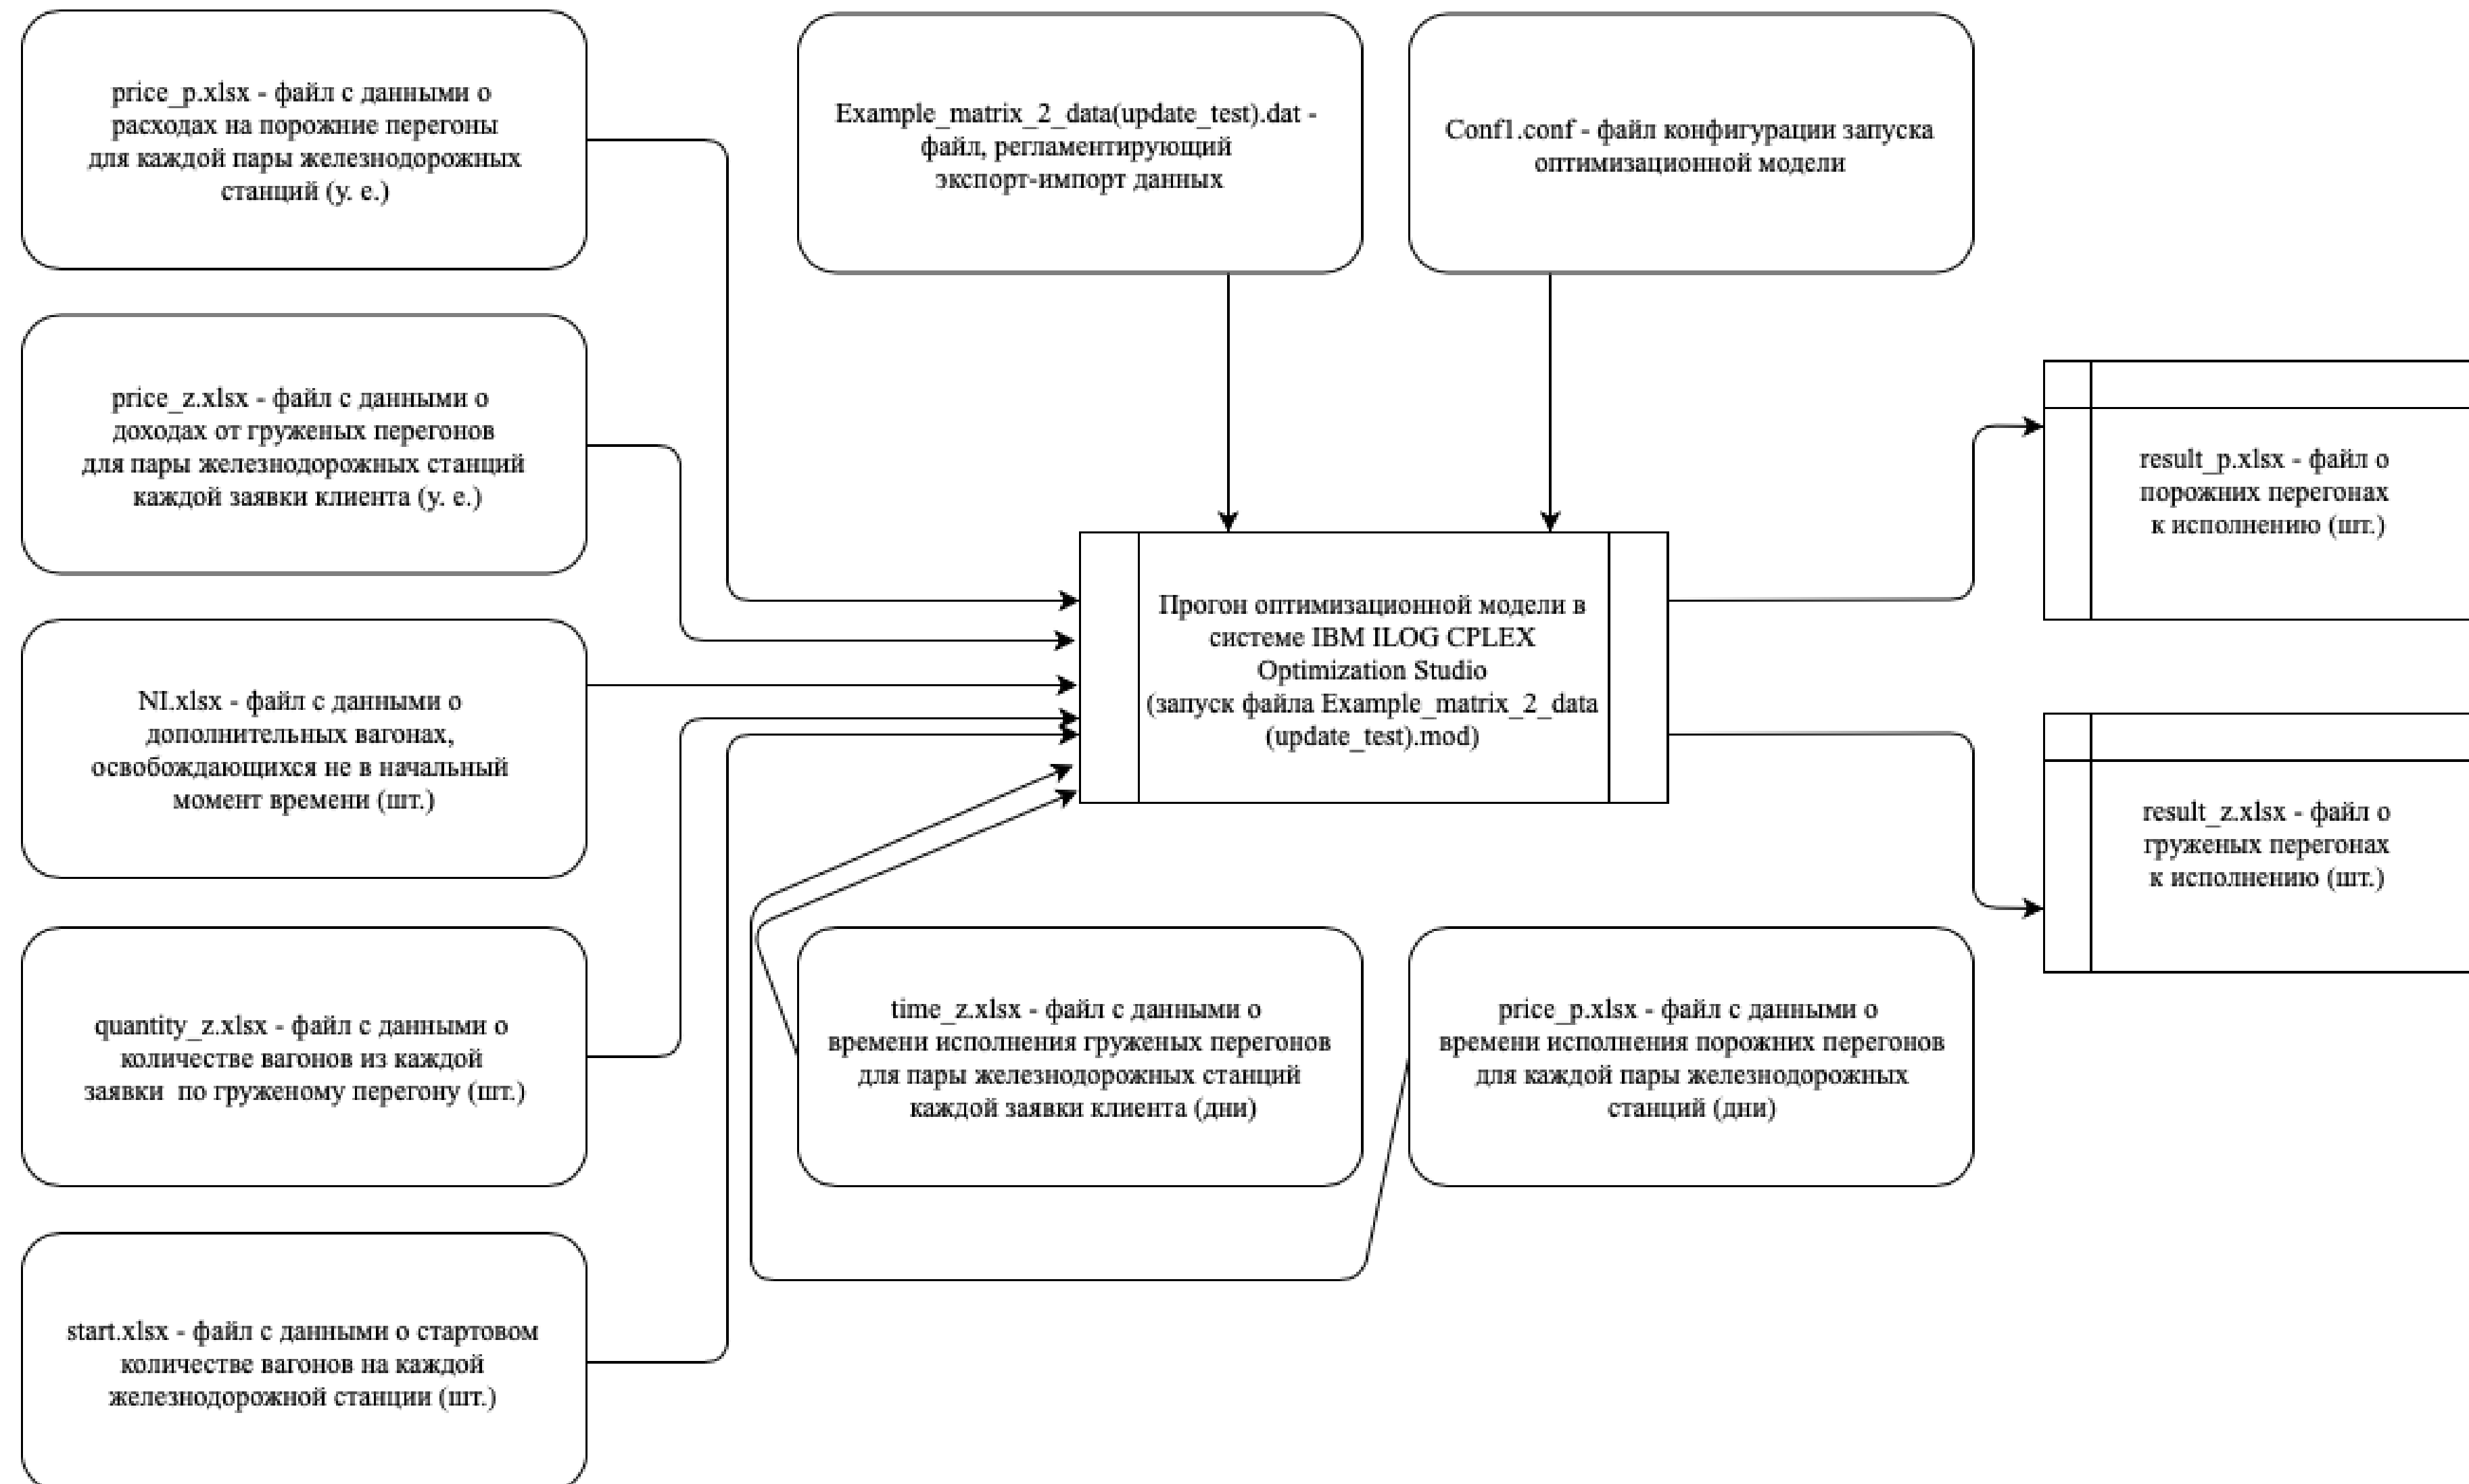 price_p.xlsx - файл с данными о
расходах на порожние перегоны
для каждой пары железнодорожных
станций (у. е.)
Example_matrix_2_data(update_test).dat -
файл, регламентирующий
экспорт-импорт данных
Conf1.conf - файл конфигурации запуска
оптимизационной модели
price_z.xlsx - файл с данными о
доходах от груженых перегонов
для пары железнодорожных станций
каждой заявки клиента (у. е.)
NI.xlsx - файл с данными о
дополнительных вагонах,
освобождающихся не в начальный
момент времени (шт.)
Прогон оптимизационной модели в
системе IBM ILOG CPLEX
Optimization Studio
(запуск файла Example_matrix_2_data
(update_test).mod)
result_p.xlsx - файл о
порожних перегонах
к исполнению (шт.)
result_z.xlsx - файл о
груженых перегонах
к исполнению (шт.)
quantity_z.xlsx - файл с данными о
количестве вагонов из каждой
заявки  по груженому перегону (шт.)
time_z.xlsx - файл с данными о
времени исполнения груженых перегонов
для пары железнодорожных станций
каждой заявки клиента (дни)
price_p.xlsx - файл с данными о
времени исполнения порожних перегонов
для каждой пары железнодорожных
станций (дни)
start.xlsx - файл с данными о стартовом
количестве вагонов на каждой
железнодорожной станции (шт.)